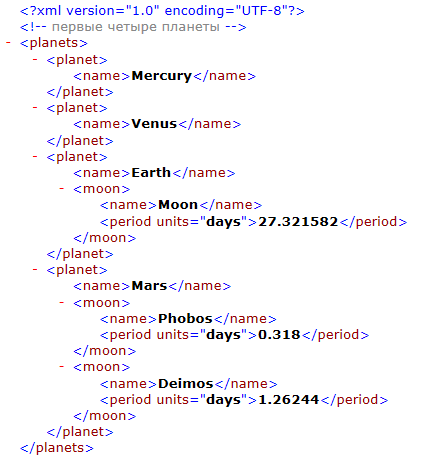 <?xml version="1.0" encoding="UTF-8"?>
<!-- первые четыре планеты -->
- <planets>
- <planet>
<name>Mercury</name>
</planet>
- <planet>
<name>Venus</name>
</planet>
- <planet>
<name>Earth</name>
- <moon>
<name>Moon</name>
<period units="days">27.321582</period>
</moon>
</planet>
- <planet>
<name>Mars</name>
- <moon>
<name>Phobos</name>
<period units="days">0.318</period>
</moon>
- <moon>
<name>Deimos</name>
<period units="days">1.26244</period>
</moon>
</planet>
</planets>